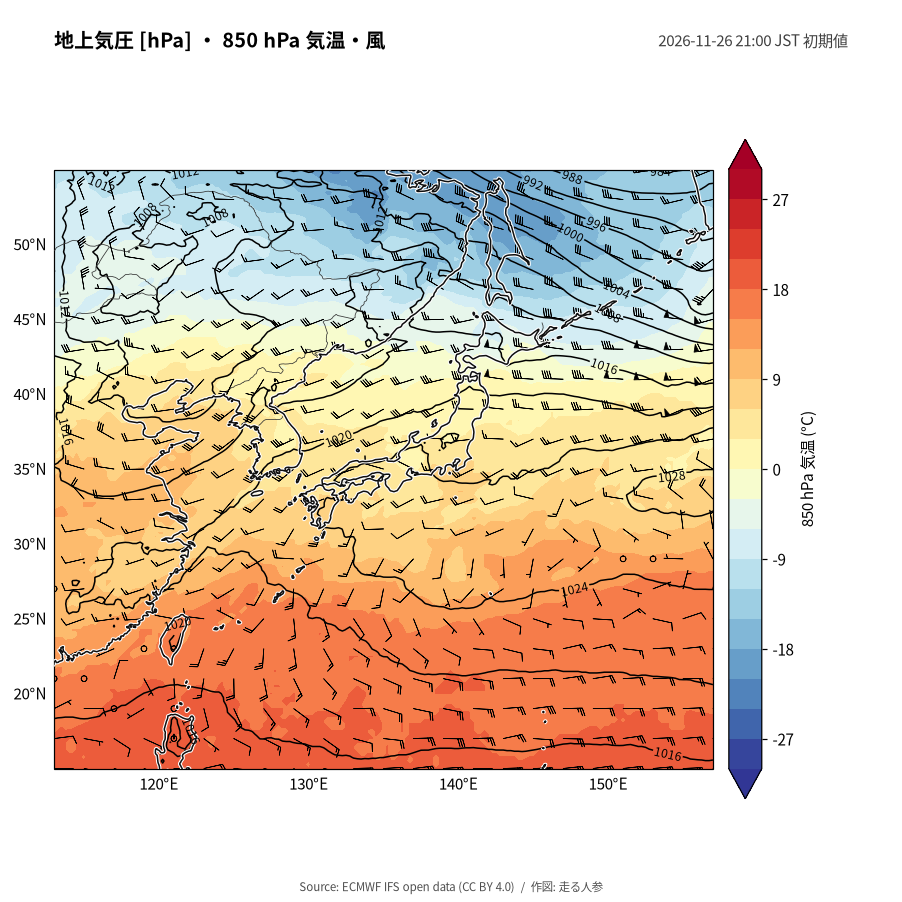 地上気圧 [hPa] ・ 850 hPa 気温・風
2026-11-26 21:00 JST 初期値
1012
1016
992
988
984
1008
1008
1012
996
1000
50°N
1004
1008
45°N
1016
40°N
1016
1020
35°N
1028
30°N
1024
25°N
1020
20°N
1016
120°E
130°E
140°E
150°E
27
18
9
0
-9
-18
-27
850 hPa 気温 (°C)
Source: ECMWF IFS open data (CC BY 4.0) / 作図: 走る人参